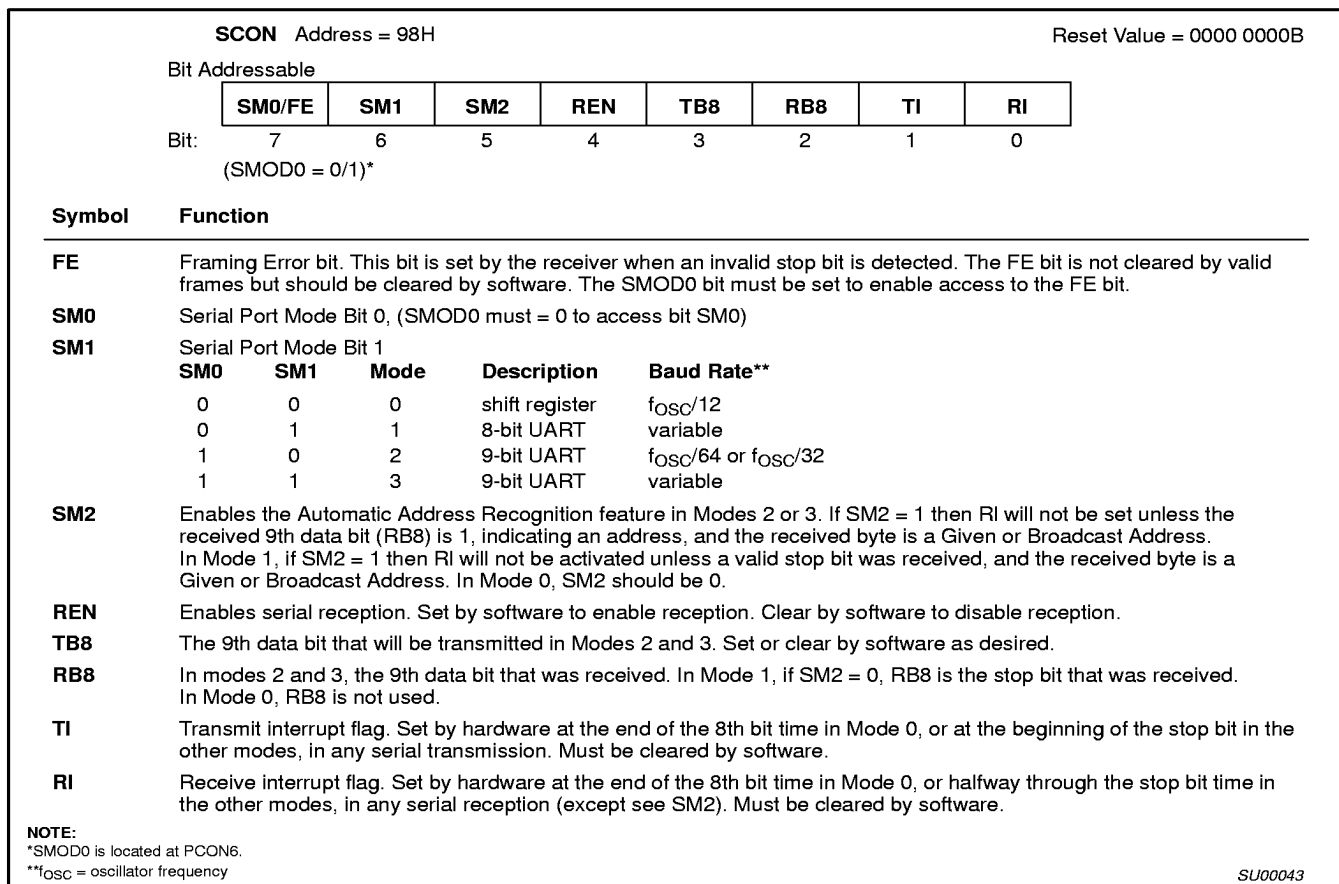 SCON Address = 98H Reset Value = 0000 0000B
Bit Addressable
SM0/FE SM1 SM2 REN TB8 RB8 TI RI
Bit: 7 6 5 4 3 2 1 0
(SMOD0 = 0/1)*
Symbol Function
FE Framing Error bit. This bit is set by the receiver when an invalid stop bit is detected. The FE bit is not cleared by valid
frames but should be cleared by software. The SMOD0 bit must be set to enable access to the FE bit.
SM0 Serial Port Mode Bit 0, (SMOD0 must = 0 to access bit SM0)
SM1 Serial Port Mode Bit 1
SM0 SM1 Mode Description Baud Rate**
0 0 0 shift register fOSC/12
0 1 1 8-bit UART variable
1 0 2 9-bit UART fOSC/64 or fOSC/32
1 1 3 9-bit UART variable
SM2 Enables the Automatic Address Recognition feature in Modes 2 or 3. If SM2 = 1 then RI will not be set unless the
received 9th data bit (RB8) is 1, indicating an address, and the received byte is a Given or Broadcast Address.
In Mode 1, if SM2 = 1 then RI will not be activated unless a valid stop bit was received, and the received byte is a
Given or Broadcast Address. In Mode 0, SM2 should be 0.
REN Enables serial reception. Set by software to enable reception. Clear by software to disable reception.
TB8 The 9th data bit that will be transmitted in Modes 2 and 3. Set or clear by software as desired.
RB8 In modes 2 and 3, the 9th data bit that was received. In Mode 1, if SM2 = 0, RB8 is the stop bit that was received.
In Mode 0, RB8 is not used.
TI Transmit interrupt flag. Set by hardware at the end of the 8th bit time in Mode 0, or at the beginning of the stop bit in the
other modes, in any serial transmission. Must be cleared by software.
RI Receive interrupt flag. Set by hardware at the end of the 8th bit time in Mode 0, or halfway through the stop bit time in
the other modes, in any serial reception (except see SM2). Must be cleared by software.
NOTE:
*SMOD0 is located at PCON6.
**fOSC = oscillator frequency SU00043